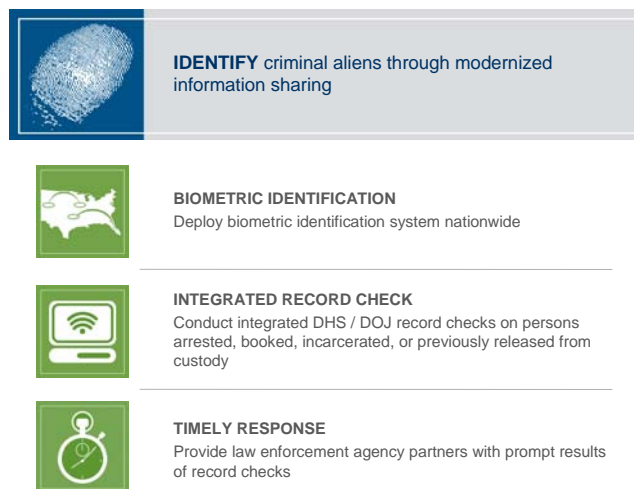 IDENTIFY criminal aliens through modernized
information sharing
BIOMETRIC IDENTIFICATION
Deploy biometric identification system nationwide
INTEGRATED RECORD CHECK
Conduct integrated DHS / DOJ record checks on persons
arrested, booked, incarcerated, or previously released from
custody
TIMELY RESPONSE
Provide law enforcement agency partners with prompt results
of record checks